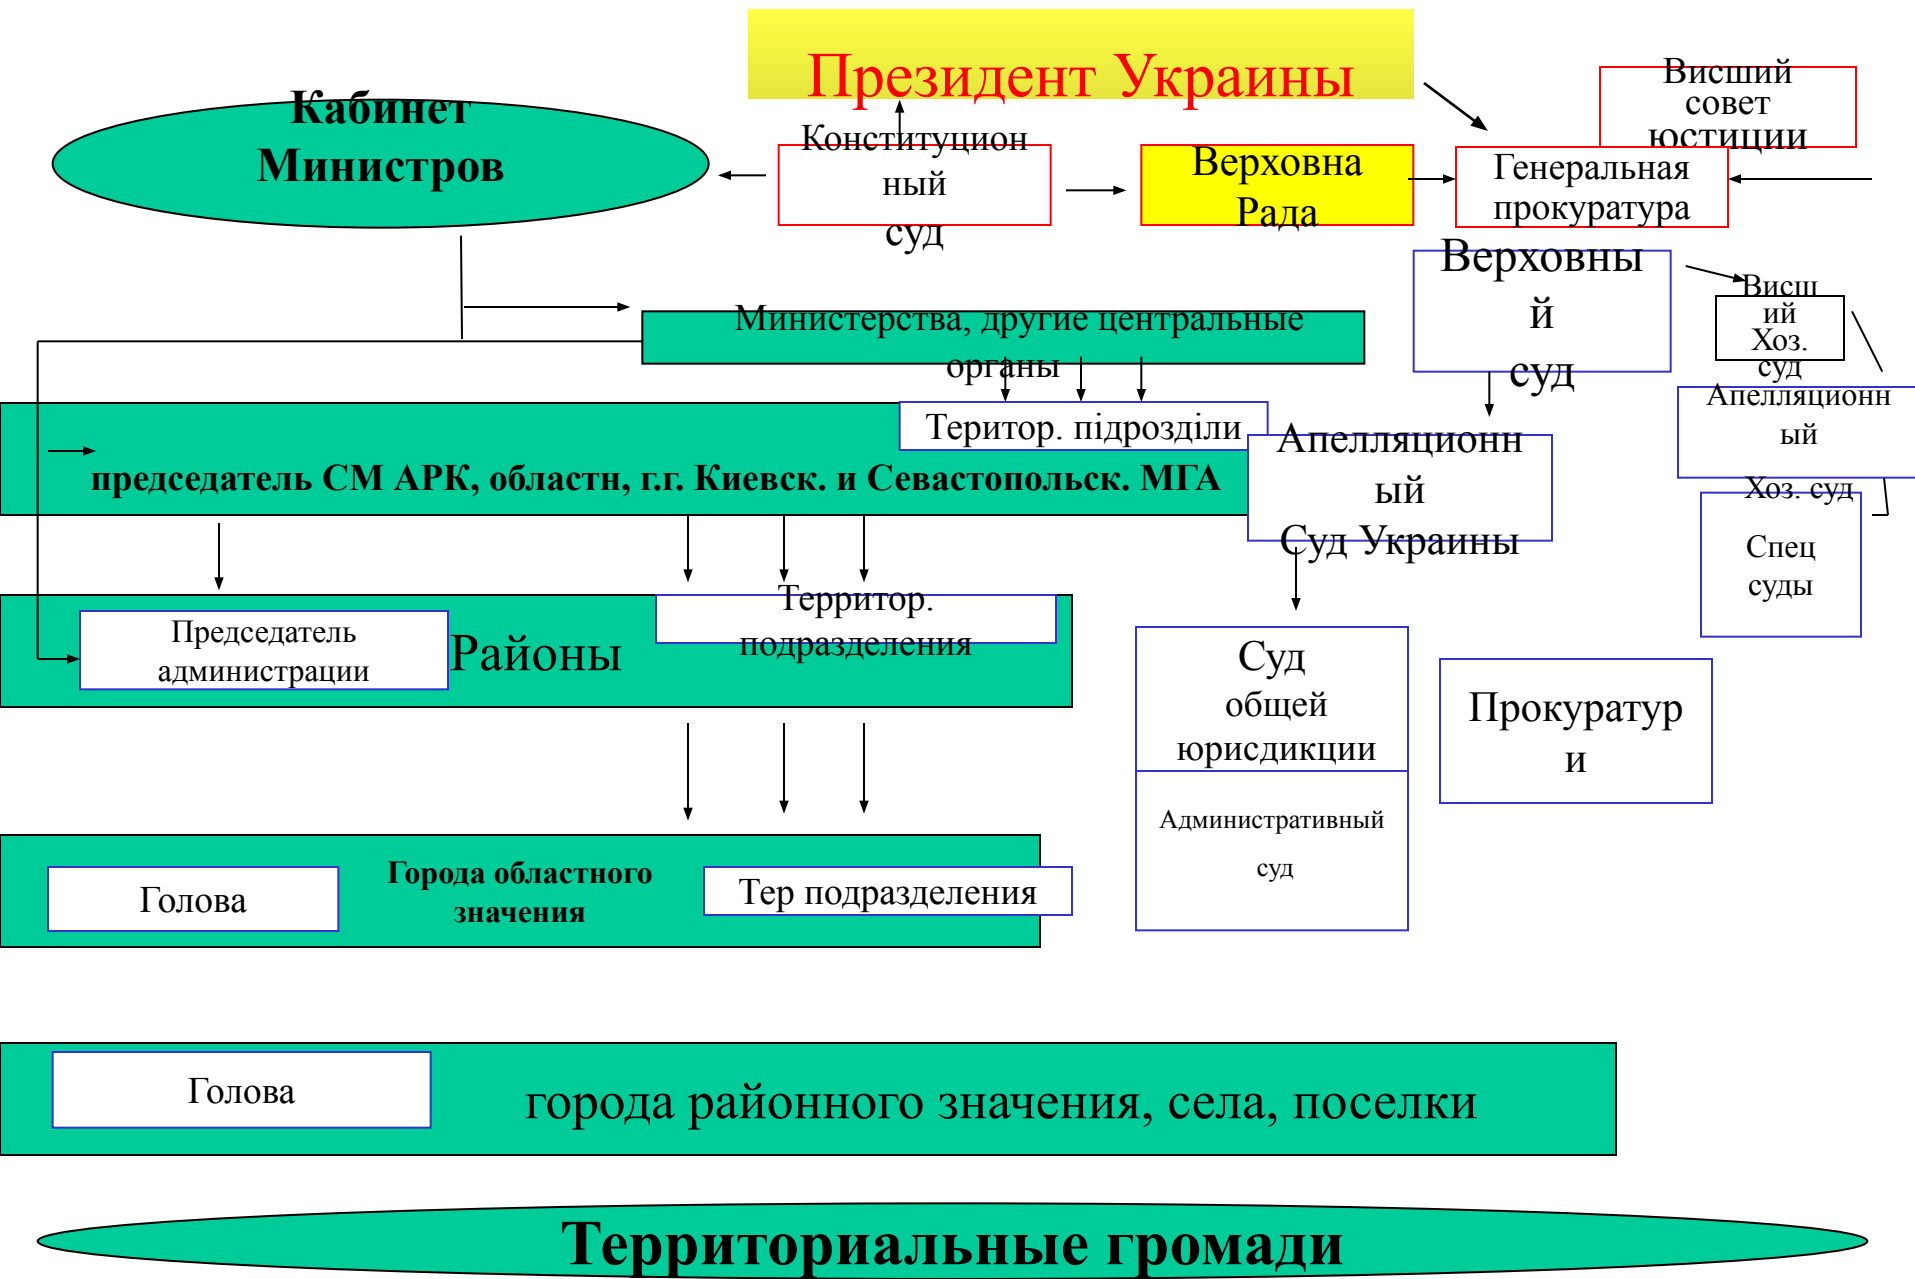 Президент Украины
Кабинет
Министров
Конституцион
ный
суд
Верховна
Рада
Висший
совет
юстиции
Генеральная
прокуратура
Верховны
й
суд
Висш
ий
Хоз.
суд
Министерства, другие центральные
органы
Апелляционн
ый
Хоз. суд
Територ. підрозділи
председатель СМ АРК, областн, г.г. Киевск. и Севастопольск. МГА
Апелляционн
ый
Суд Украины
Спец
суды
Председатель
администрации
Районы
Территор.
подразделения
Суд
общей
юрисдикции
Прокуратур
и
Административный
суд
Голова
Города областного
значения
Тер подразделения
Голова
города районного значения, села, поселки
Территориальные громади